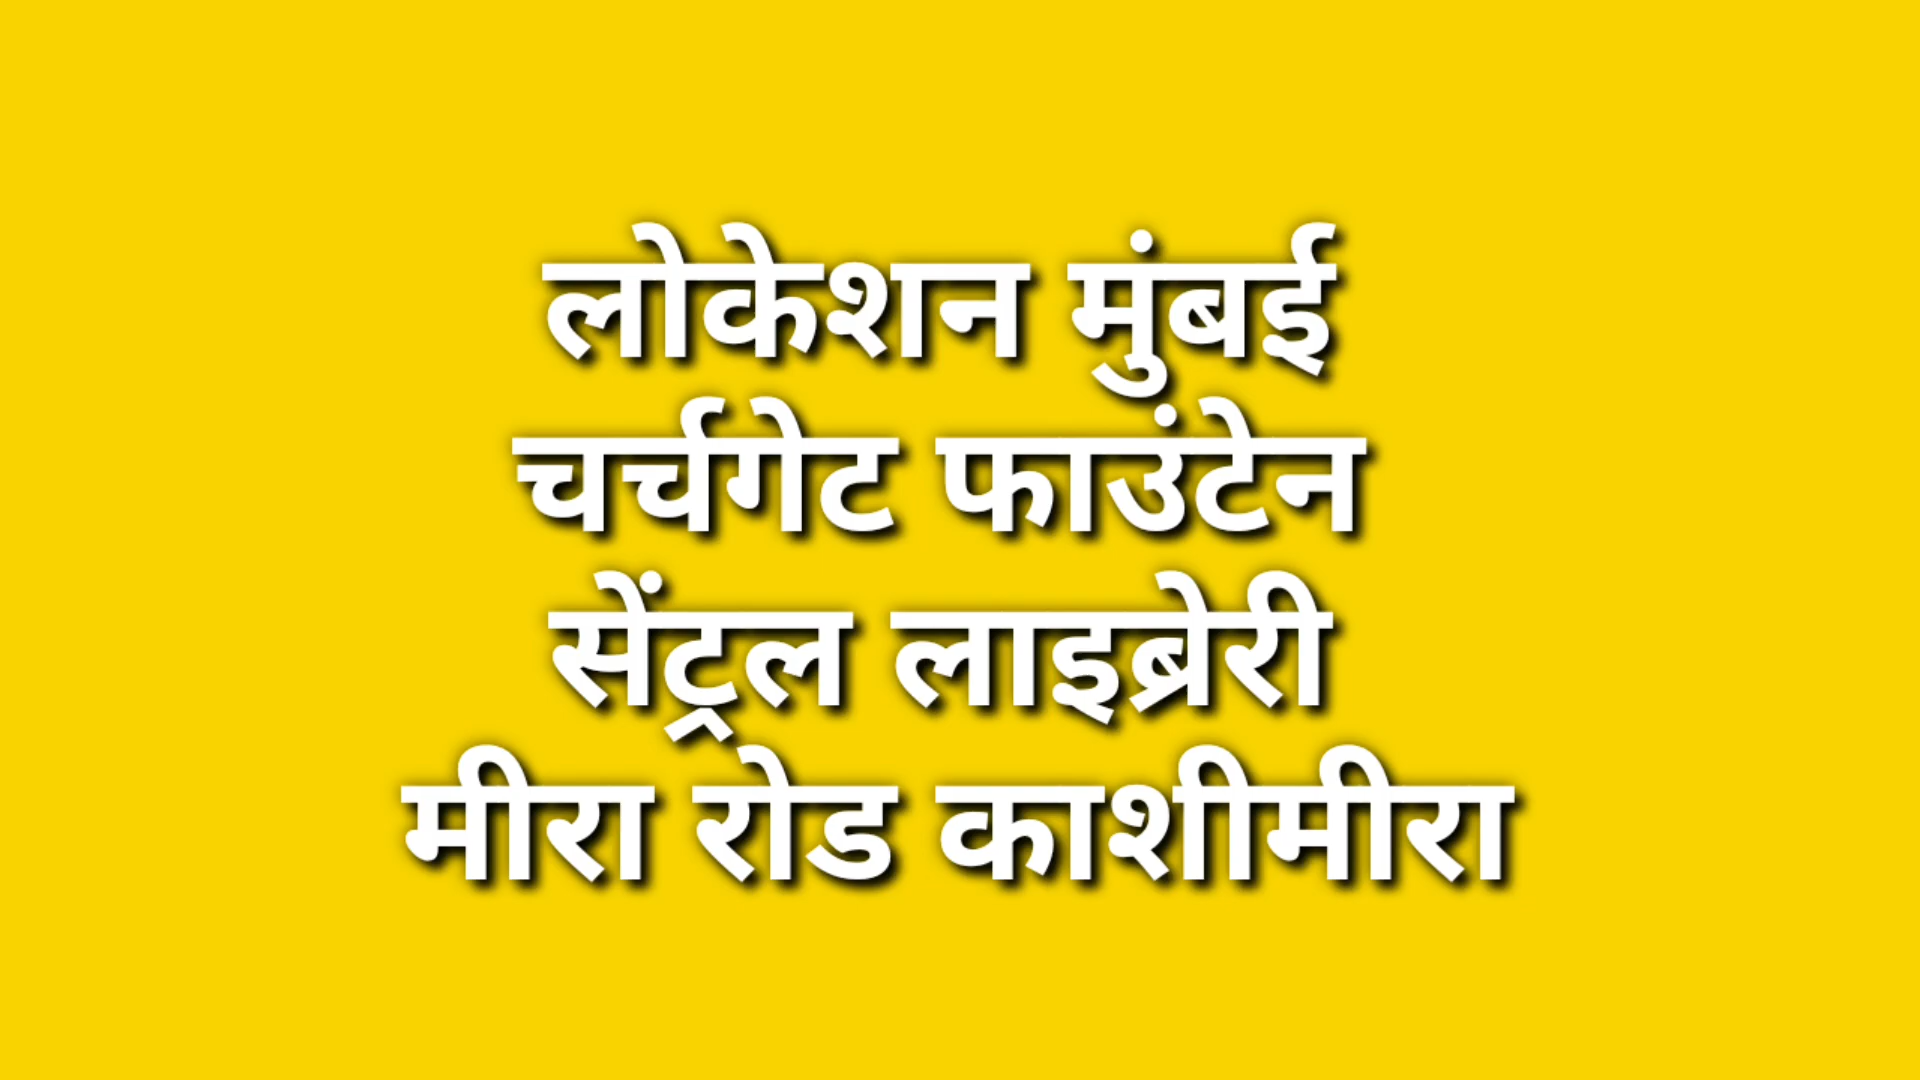 लोकेशन मुंबई
चर्चगेट फाउंटेन
सेंट्रल लाइब्रेरी
मीरा रोड काशीमीरा